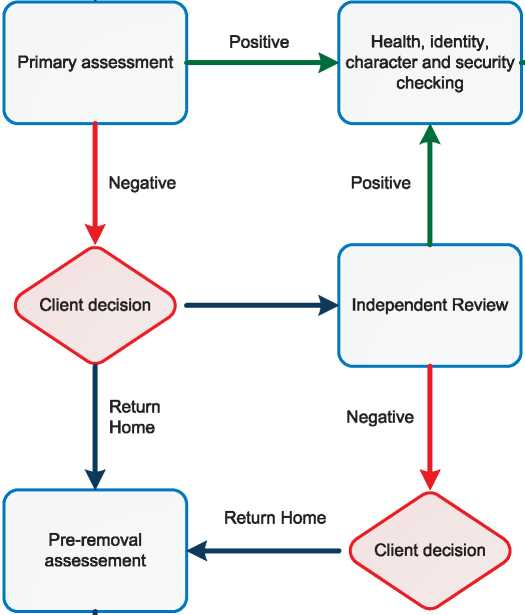 Primary assessment
Positive
Health, identity,
character and security
checking
Negative
Positive
Client decision
Independent Review
Return
Home
Negative
Pre-removal
assessement
Return Home
Client decision